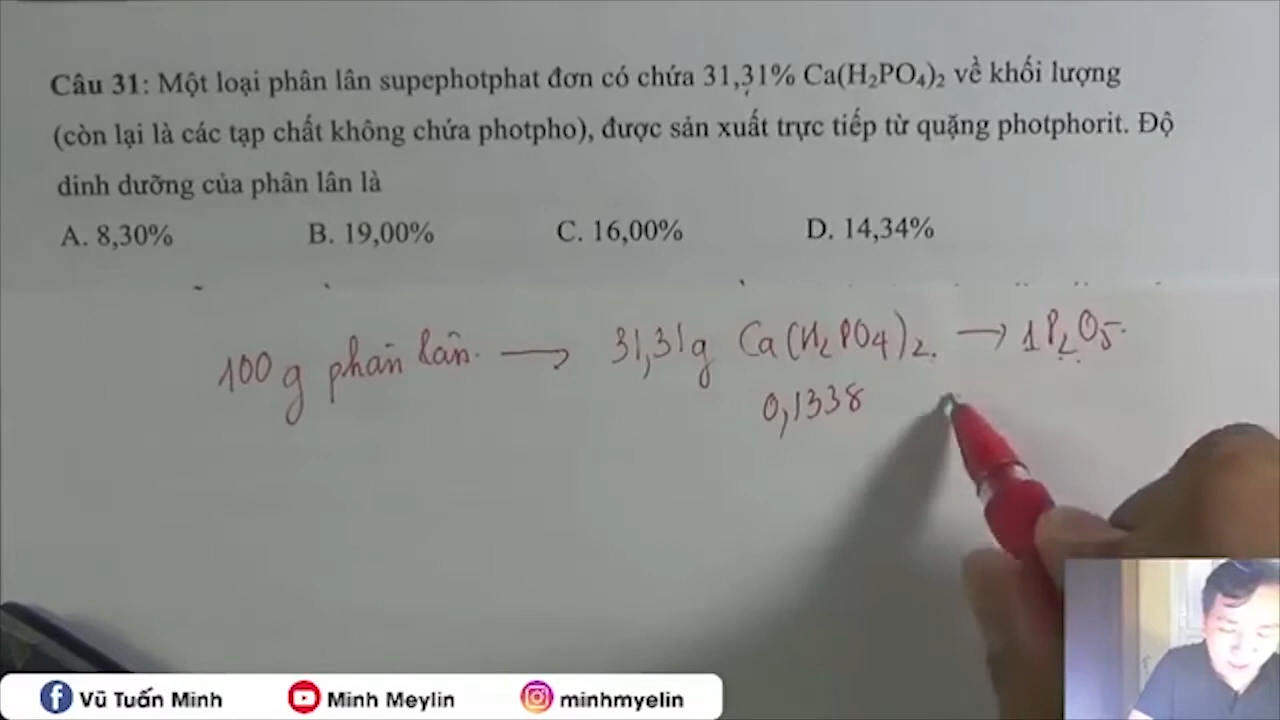 Câu 31: Một loại phân lân supephotphat đơn có chứa 31,31% Ca(H₂PO₄)₂ về khối lượng
(còn lại là các tạp chất không chứa photpho), được sản xuất trực tiếp từ quặng photphorit. Độ
dinh dưỡng của phân lân là
A. 8,30% B. 19,00% C. 16,00% D. 14,34%
100g phân lân. → 31,31g Ca(H₂PO₄)₂. → 1P₂O₅.
0,1338
Vũ Tuấn Minh Minh Meylin minhmyelin